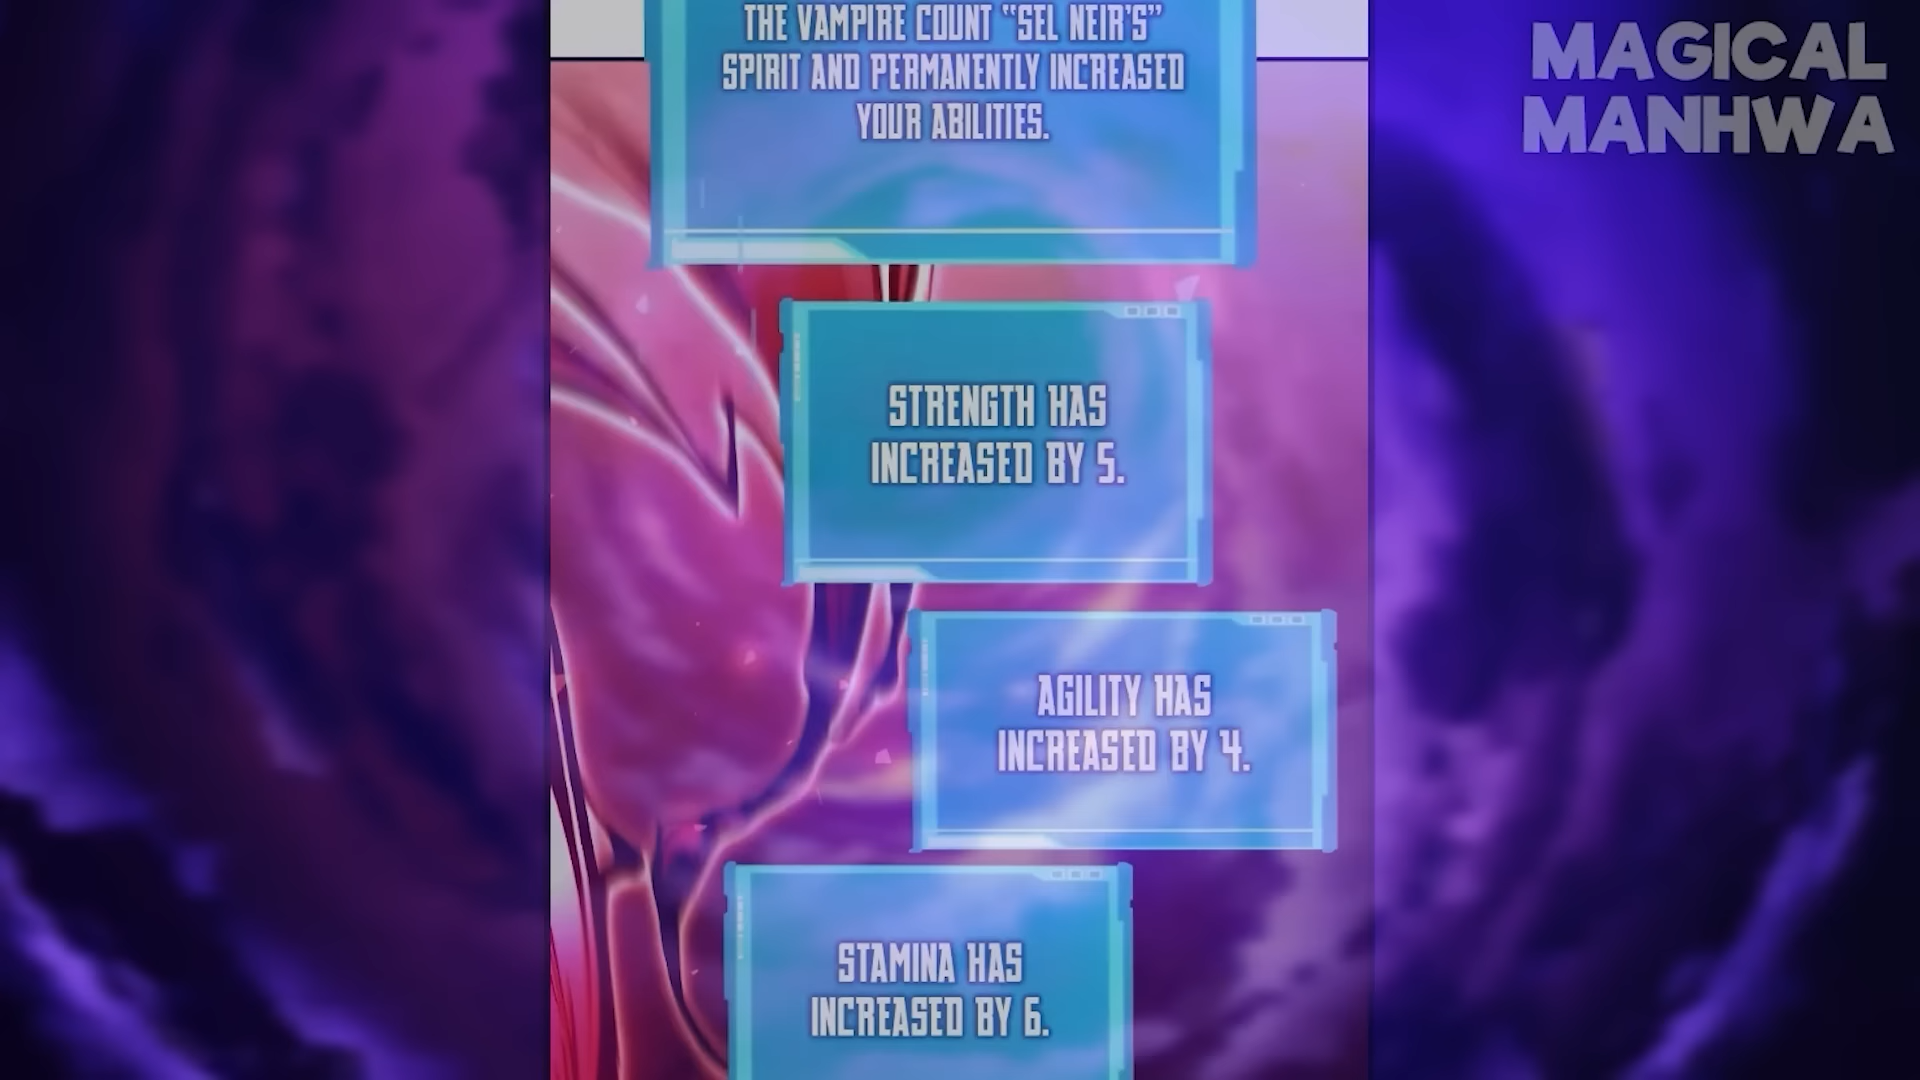 THE VAMPIRE COUNT “SEL NEIR’S”
SPIRIT AND PERMANENTLY INCREASED
YOUR ABILITIES.
MAGICAL
MANHWA
STRENGTH HAS
INCREASED BY 5.
AGILITY HAS
INCREASED BY 4.
STAMINA HAS
INCREASED BY 6.